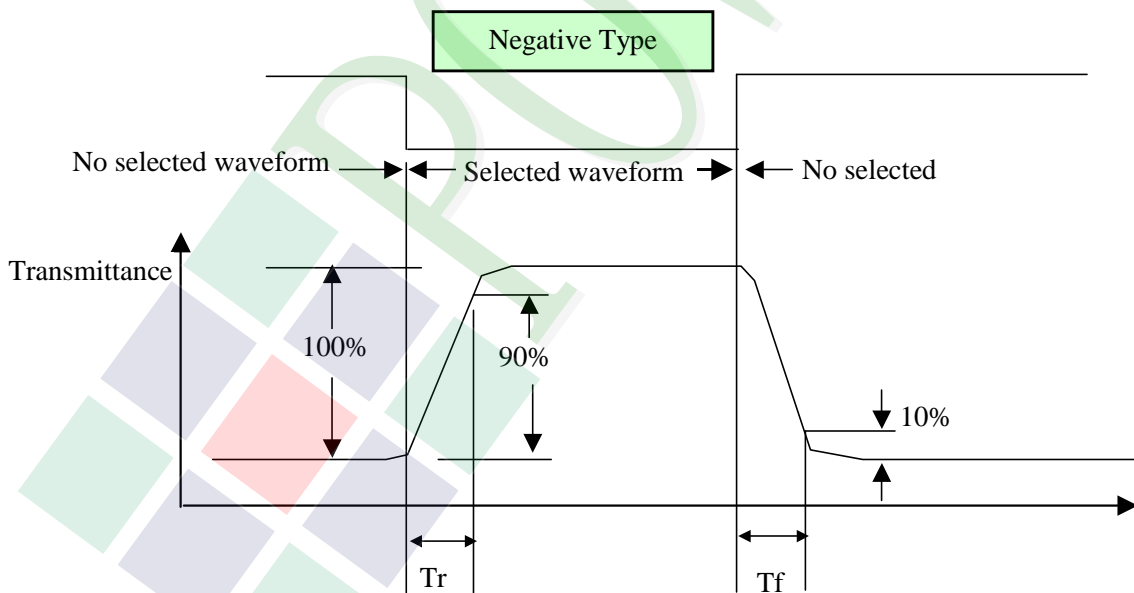 Negative Type
No selected waveform
Selected waveform
No selected
Transmittance
100%
90%
10%
Tr
Tf